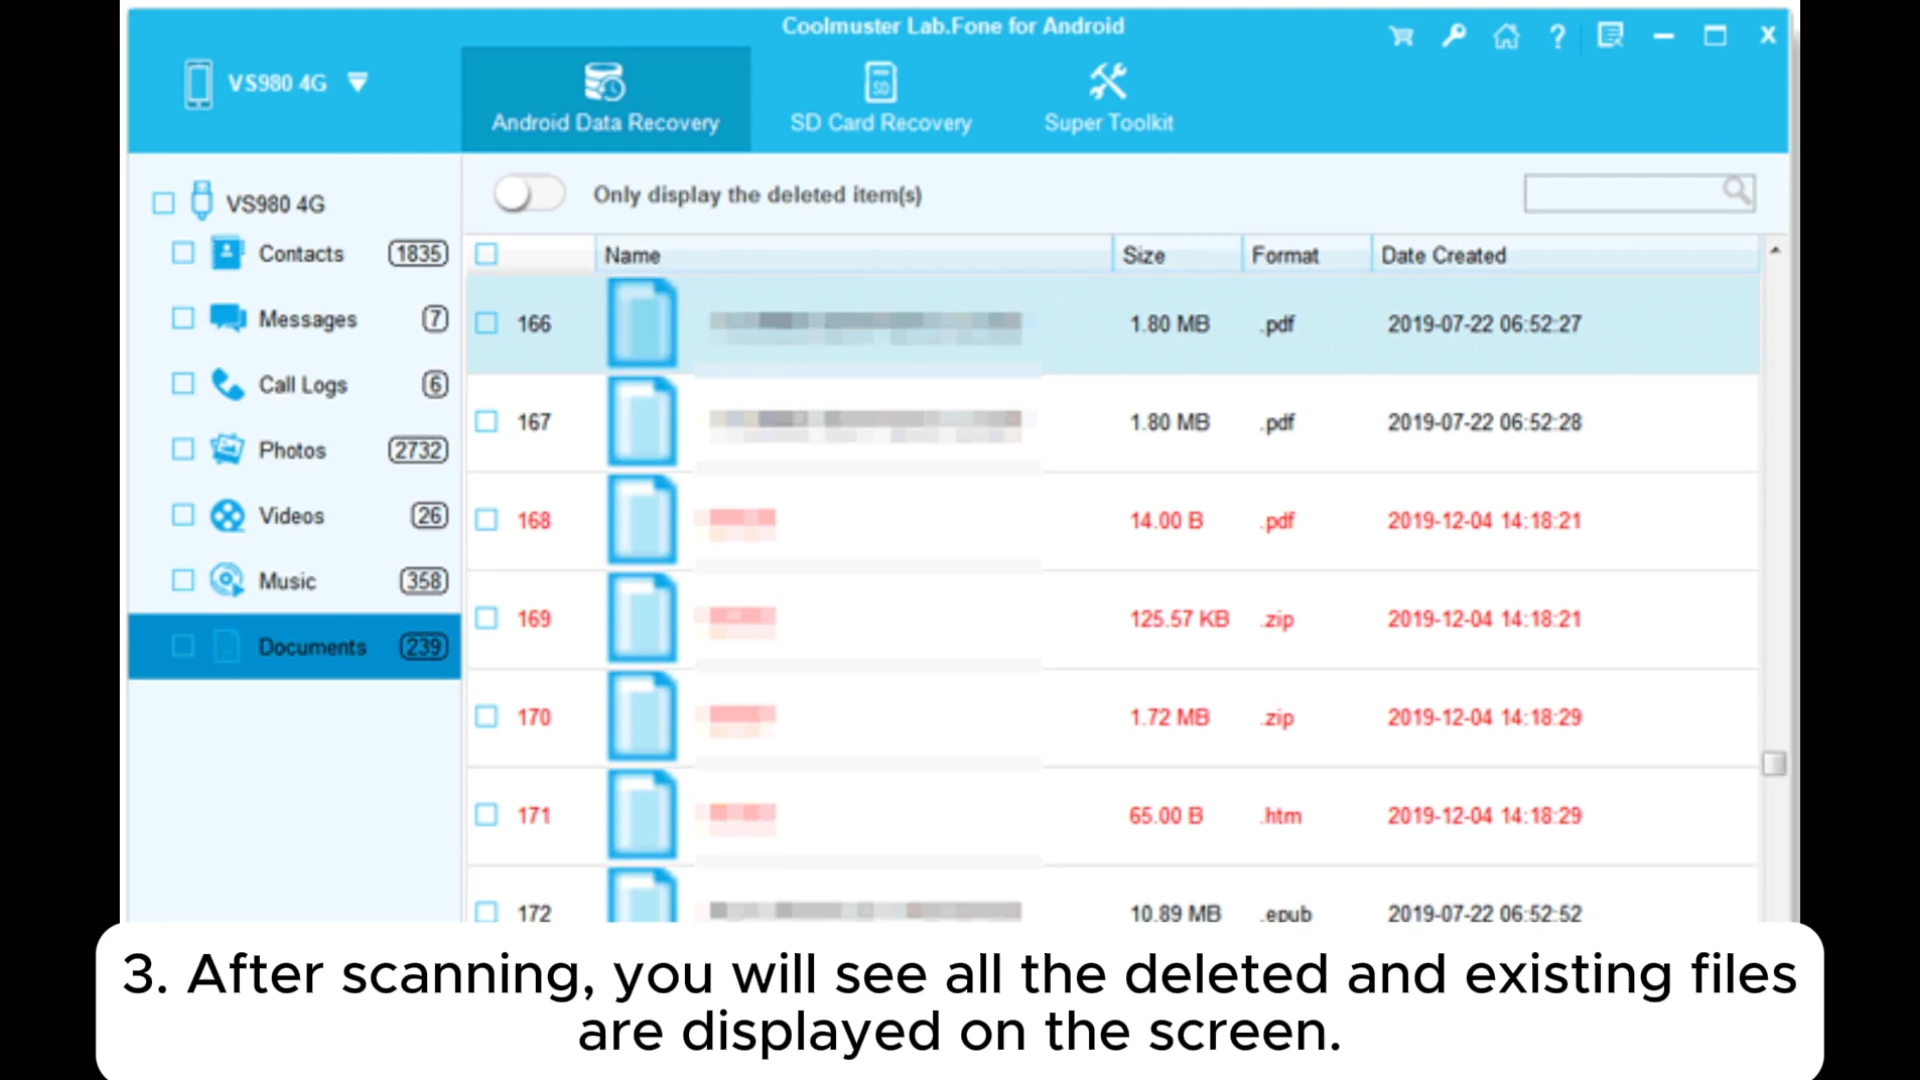 Coolmuster Lab.Fone for Android
VS980 4G
Android Data Recovery
SD
SD Card Recovery
Super Toolkit
?
X
VS980 4G
Contacts 1835
Messages 7
Call Logs 6
Photos 2732
Videos 26
Music 358
Documents 239
Only display the deleted item(s)
Name Size Format Date Created
166 1.80 MB .pdf 2019-07-22 06:52:27
167 1.80 MB .pdf 2019-07-22 06:52:28
168 14.00 B .pdf 2019-12-04 14:18:21
169 125.57 KB .zip 2019-12-04 14:18:21
170 1.72 MB .zip 2019-12-04 14:18:29
171 65.00 B .htm 2019-12-04 14:18:29
172 10.89 MB .epub 2019-07-22 06:52:52
3. After scanning, you will see all the deleted and existing files
are displayed on the screen.